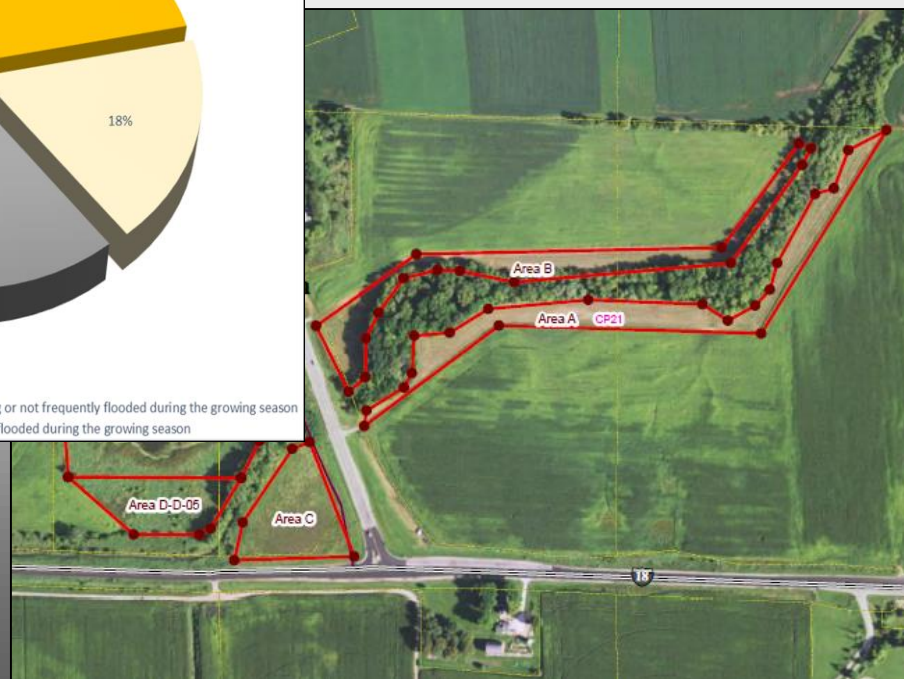 18%
or not frequently flooded during the growing season
flooded during the growing season
Area B
Area A CP21
Area D-D-05
Area C
18